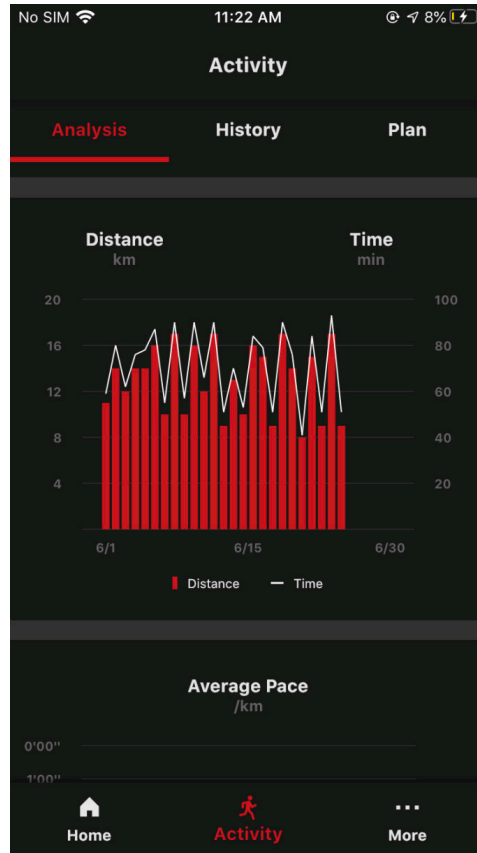 No SIM 11:22 AM 8%
Activity
Analysis History Plan
Distance Time
km min
20 100
16 80
12 60
8 40
4 20
6/1 6/15 6/30
Distance Time
Average Pace
/km
0'00"
1'00"
Home Activity More